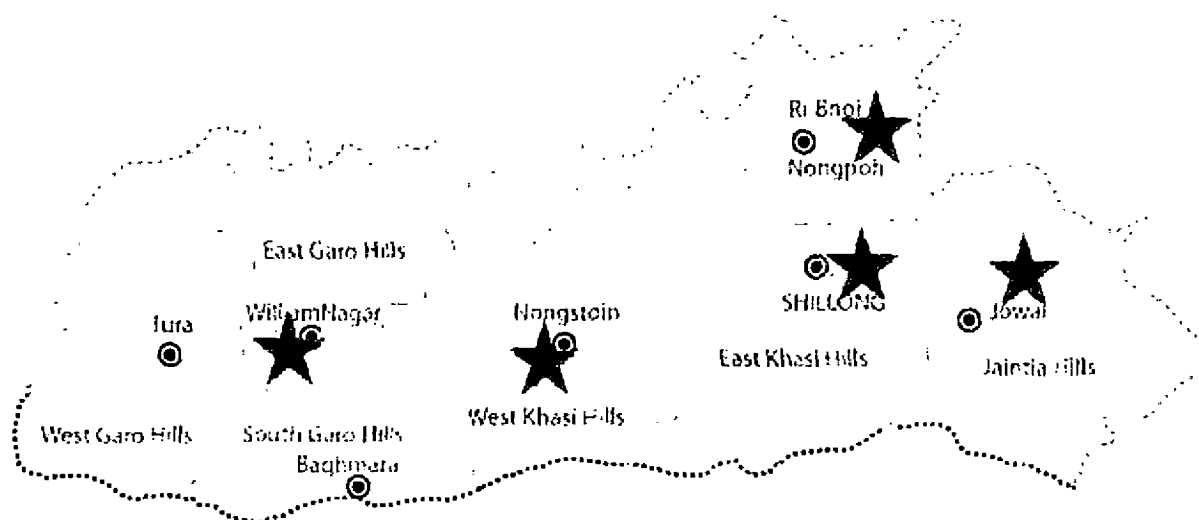 Ri Bhoi
Nongpoh
East Garo Hills
WilliamNagar
Tura
Nongstoin
SHILLONG
Jowai
East Khasi Hills
Jaintia Hills
West Khasi Hills
West Garo Hills
South Garo Hills
Baghmara